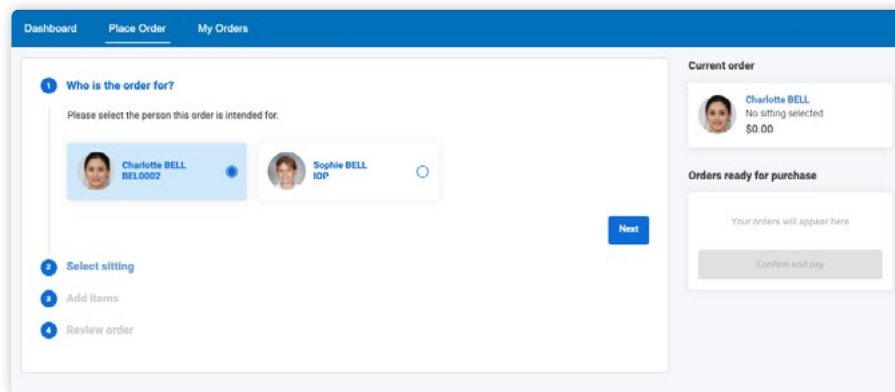 Dashboard Place Order My Orders
1 Who is the order for?
Please select the person this order is intended for.
Charlotte BELL
BEL0002
Sophie BELL
IOP
Next
2 Select sitting
3 Add items
4 Review order
Current order
Charlotte BELL
No sitting selected
$0.00
Orders ready for purchase
Your orders will appear here
Confirm and pay